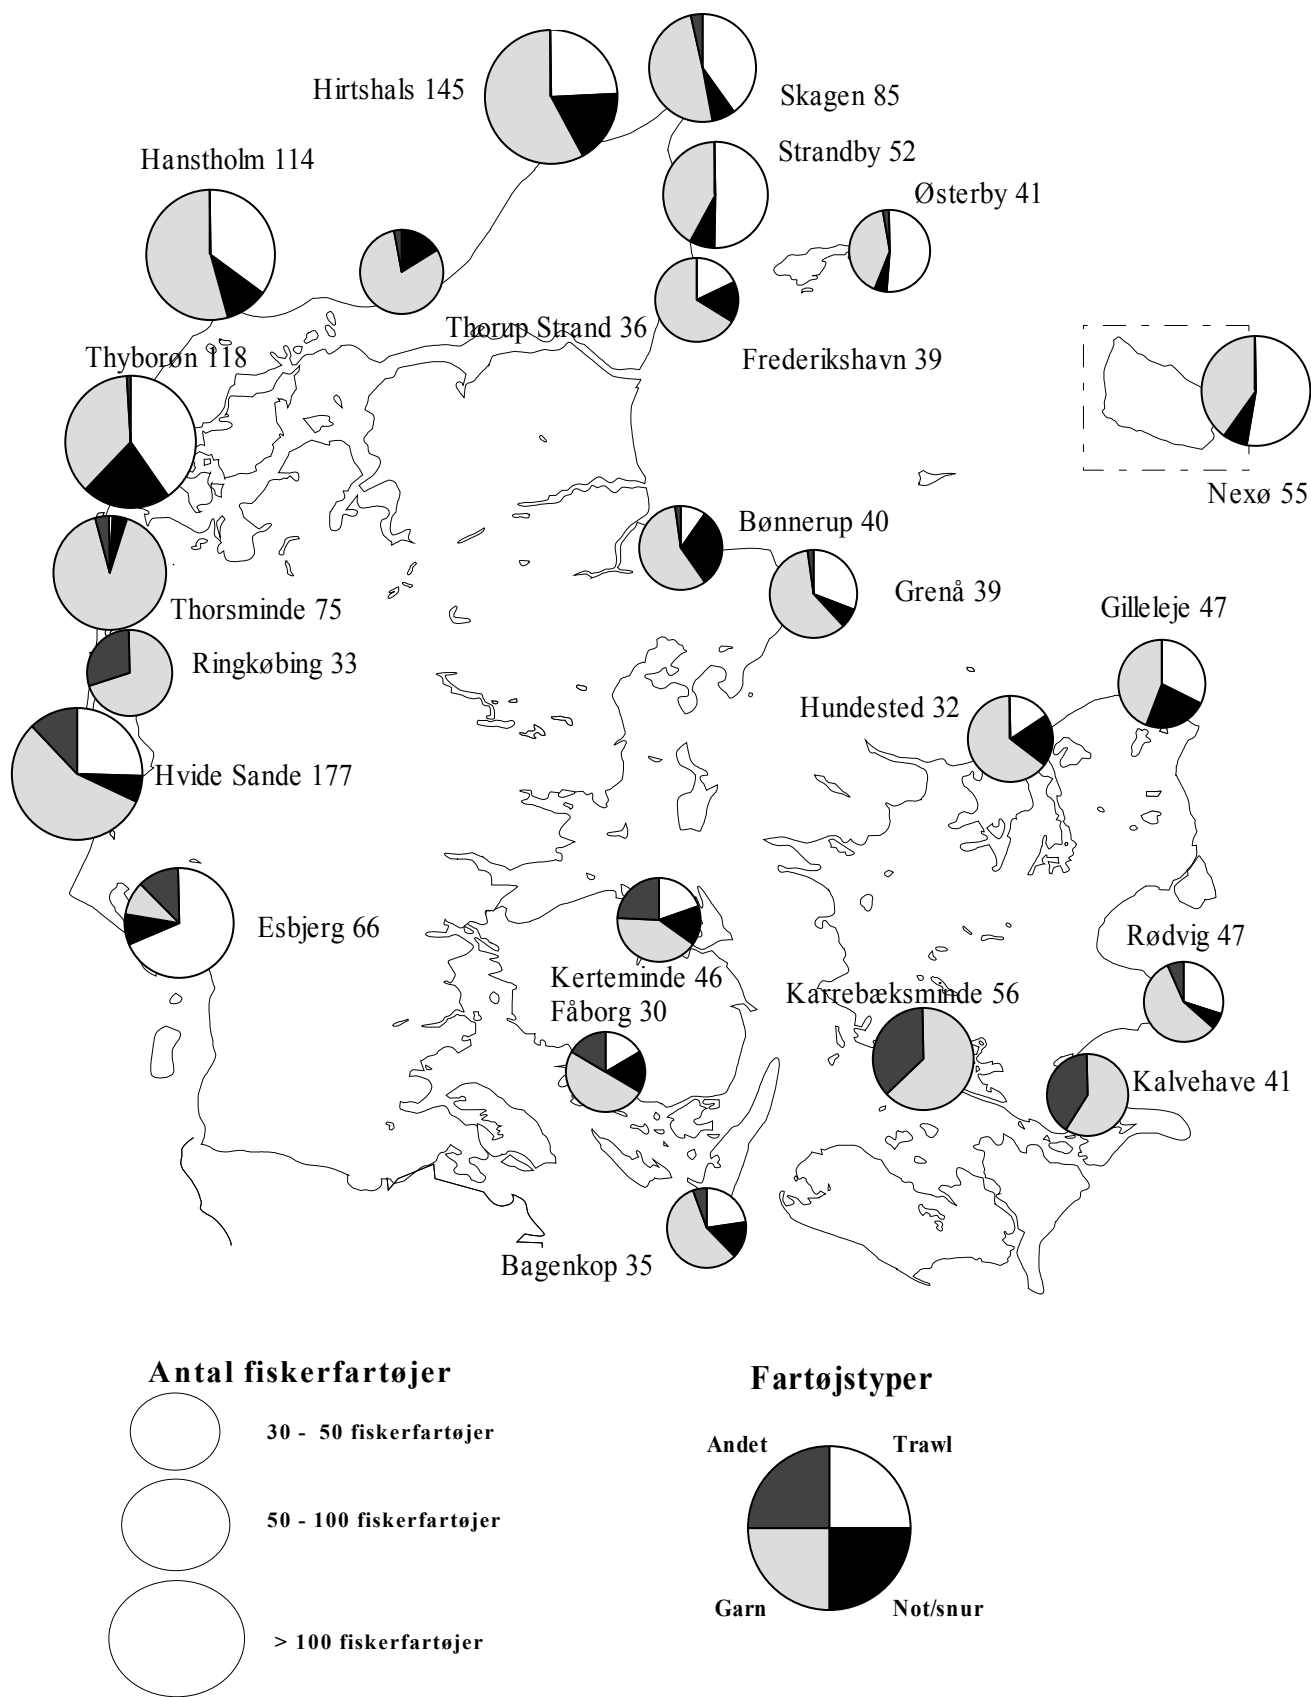 Hirtshals 145
Skagen 85
Hanstholm 114
Strandby 52
Østerby 41
Thorup Strand 36
Thyborøn 118
Frederikshavn 39
Nexø 55
Bønnerup 40
Thorsminde 75
Grenå 39
Gilleleje 47
Ringkøbing 33
Hundested 32
Hvide Sande 177
Esbjerg 66
Rødvig 47
Kerteminde 46
Karrebæksminde 56
Fåborg 30
Kalvehave 41
Bagenkop 35
Antal fiskerfartøjer
30 - 50 fiskerfartøjer
50 - 100 fiskerfartøjer
> 100 fiskerfartøjer
Fartøjstyper
Andet
Trawl
Garn
Not/snur